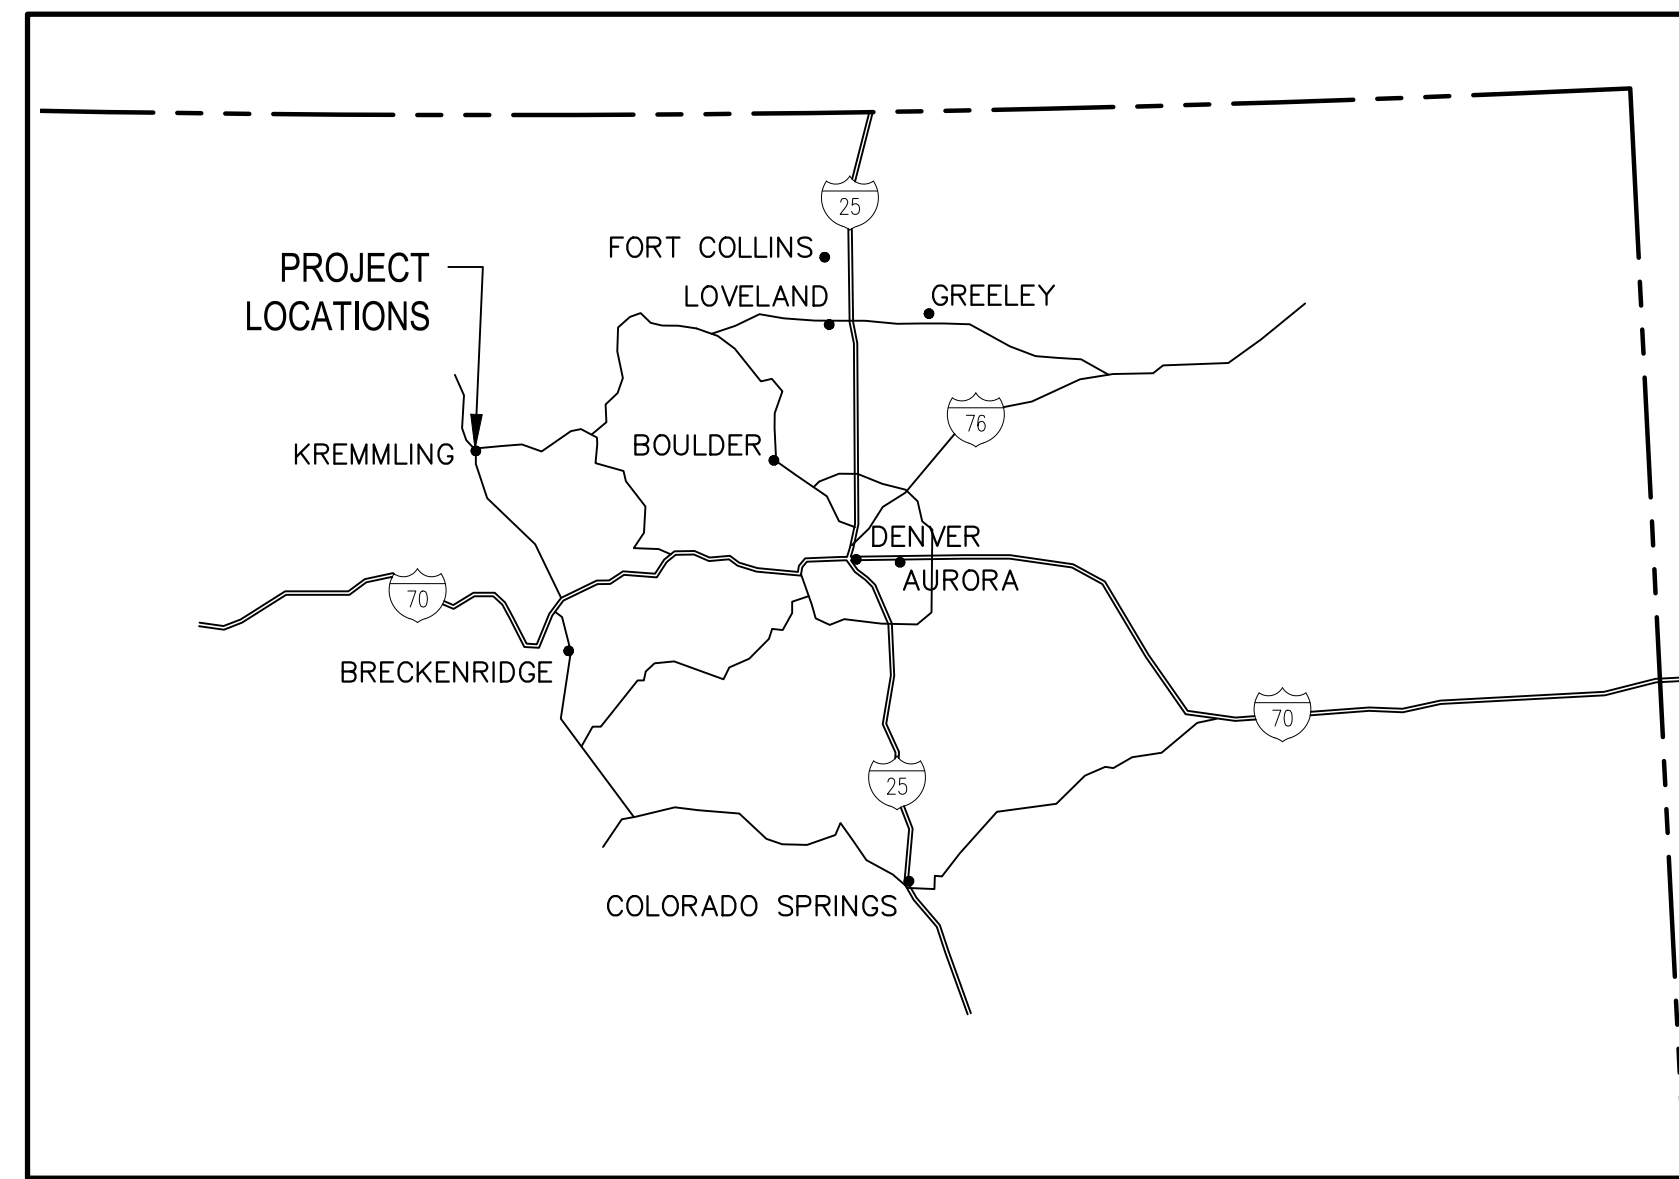 25
FORT COLLINS
PROJECT
LOCATIONS
LOVELAND
GREELEY
76
KREMMLING
BOULDER
DENVER
AURORA
70
BRECKENRIDGE
70
25
COLORADO SPRINGS